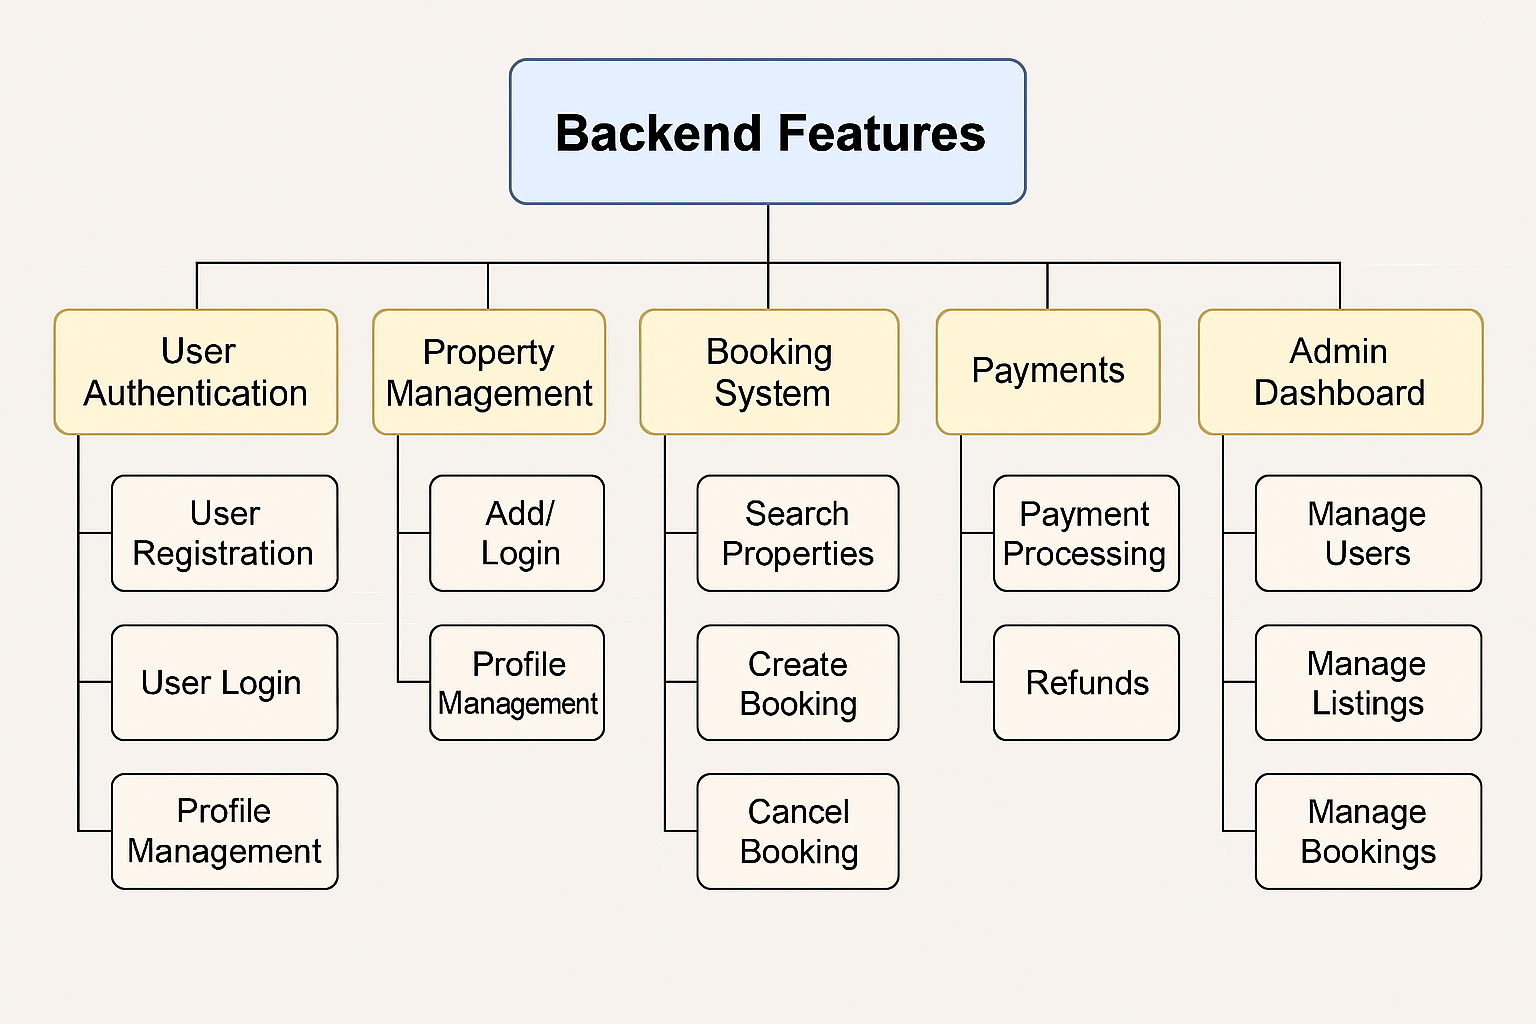 Backend Features
User
Authentication
Property
Management
Booking
System
Payments
Admin
Dashboard
User
Registration
User Login
Profile
Management
Add/
Login
Profile
Management
Search
Properties
Create
Booking
Cancel
Booking
Payment
Processing
Refunds
Manage
Users
Manage
Listings
Manage
Bookings